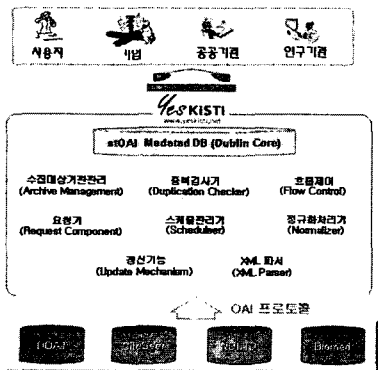 사용자 기업 공공기관 연구기관
Yes KISTI
www.yeskisti.net
stOAI Medatad DB (Dublin Core)
수집대상기관관리 중복검사기 흐름제어
(Archive Management) (Duplication Checker) (Flow Control)
요청기 스케줄관리기 정규화처리기
(Request Component) (Scheduleer) (Normalizer)
갱신기능 XML 파서
(Update Mechanism) (XML Parser)
OAI 프로토콜
DOAJ